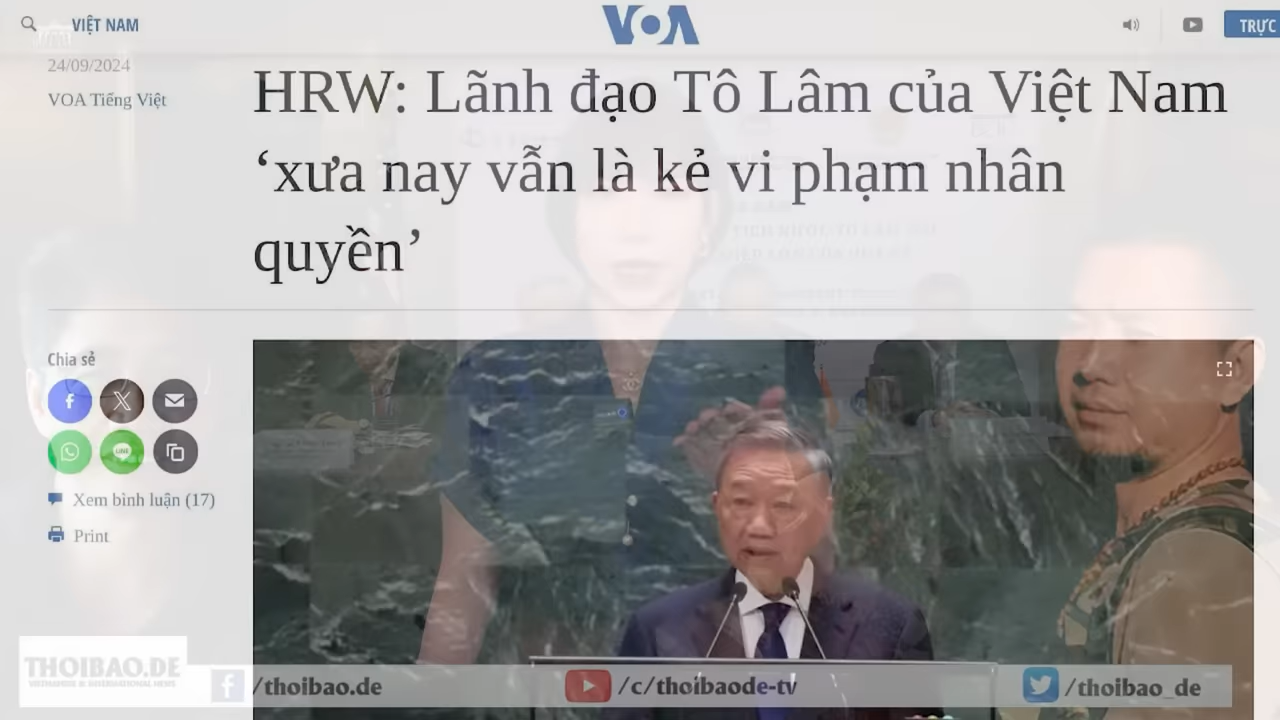 VIỆT NAM
VOA
TRỰC
24/09/2024
VOA Tiếng Việt
HRW: Lãnh đạo Tô Lâm của Việt Nam
‘xưa nay vẫn là kẻ vi phạm nhân
quyền’
Chia sẻ
LINE
Xem bình luận (17)
Print
THOIBAO.DE
/thoibao.de
/c/thoibaode-tv
/thoibao_de